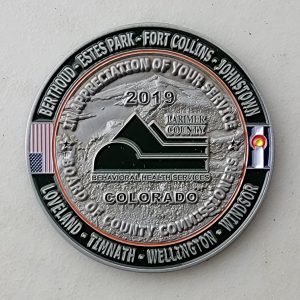 BERTHOUD - ESTES PARK - FORT COLLINS - JOHNSTOWN
IN APPRECIATION OF YOUR SERVICE
2019
LARIMER
COUNTY
BEHAVIORAL HEALTH SERVICES
COLORADO
BOARD OF COUNTY COMMISSIONERS
LOVELAND - TIMNATH - WELLINGTON - WINDSOR